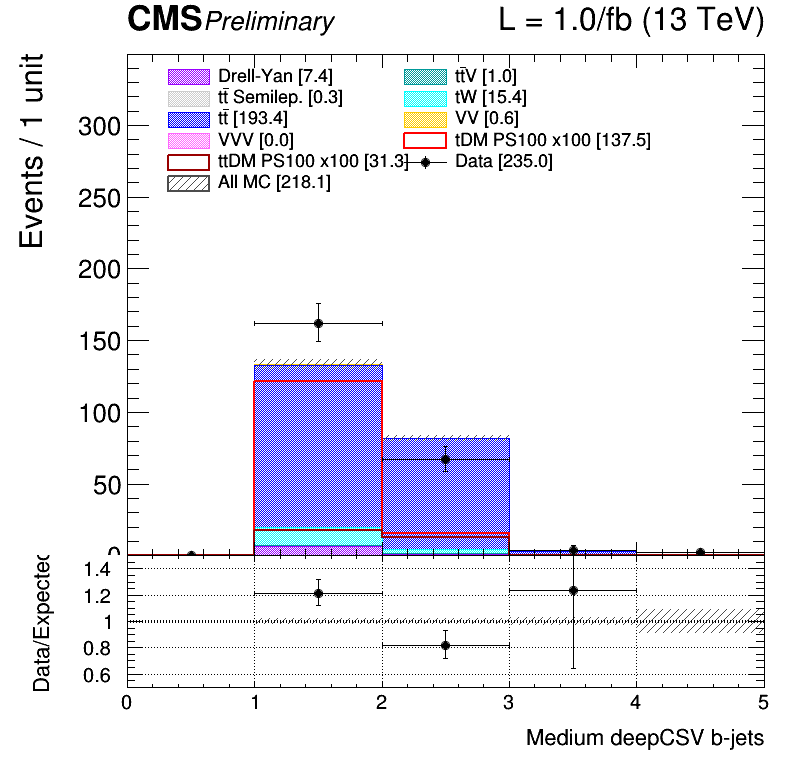 CMS Preliminary L = 1.0/fb (13 TeV)
Events / 1 unit
Drell-Yan [7.4] tt̄V [1.0]
tt̄ Semilep. [0.3] tW [15.4]
tt̄ [193.4] VV [0.6]
VVV [0.0] tDM PS100 x100 [137.5]
ttDM PS100 x100 [31.3] Data [235.0]
All MC [218.1]
300
250
200
150
100
50
0
Data/Expected
1.4
1.2
1
0.8
0.6
0 1 2 3 4 5
Medium deepCSV b-jets